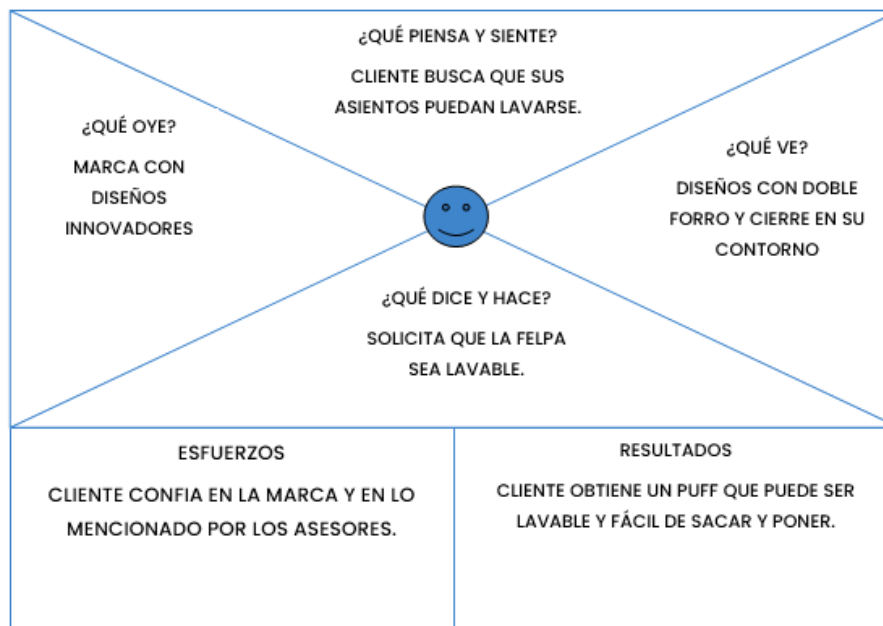 ¿QUÉ PIENSA Y SIENTE?
CLIENTE BUSCA QUE SUS
ASIENTOS PUEDAN LAVARSE.
¿QUÉ OYE?
MARCA CON
DISEÑOS
INNOVADORES
¿QUÉ VE?
DISEÑOS CON DOBLE
FORRO Y CIERRE EN SU
CONTORNO
¿QUÉ DICE Y HACE?
SOLICITA QUE LA FELPA
SEA LAVABLE.
ESFUERZOS
CLIENTE CONFIA EN LA MARCA Y EN LO
MENCIONADO POR LOS ASESORES.
RESULTADOS
CLIENTE OBTIENE UN PUFF QUE PUEDE SER
LAVABLE Y FÁCIL DE SACAR Y PONER.